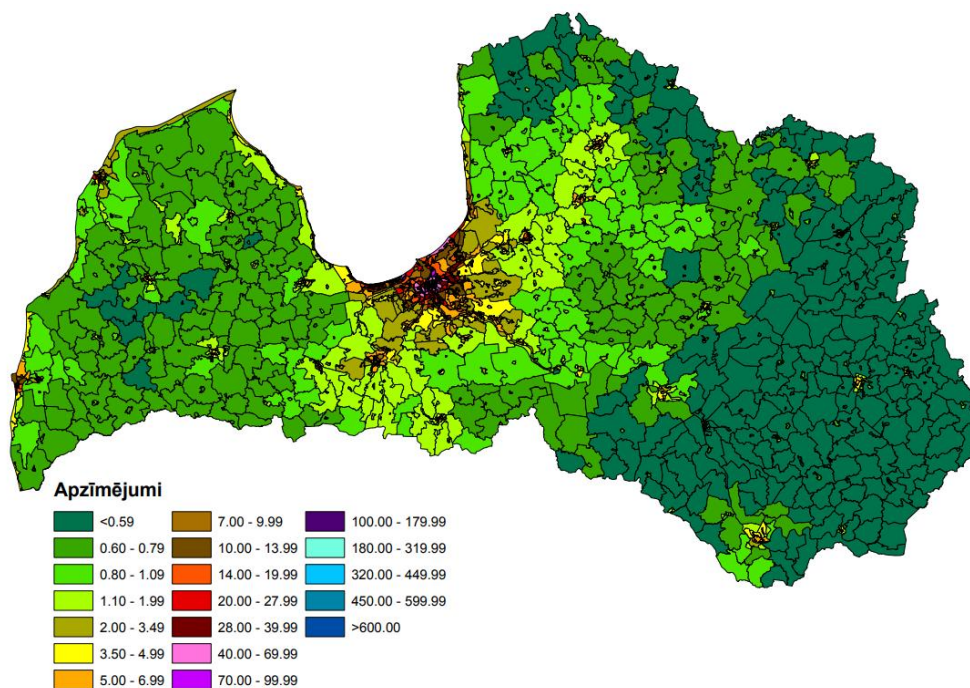 Apzīmējumi
<0.59
0.60 - 0.79
0.80 - 1.09
1.10 - 1.99
2.00 - 3.49
3.50 - 4.99
5.00 - 6.99
7.00 - 9.99
10.00 - 13.99
14.00 - 19.99
20.00 - 27.99
28.00 - 39.99
40.00 - 69.99
70.00 - 99.99
100.00 - 179.99
180.00 - 319.99
320.00 - 449.99
450.00 - 599.99
>600.00